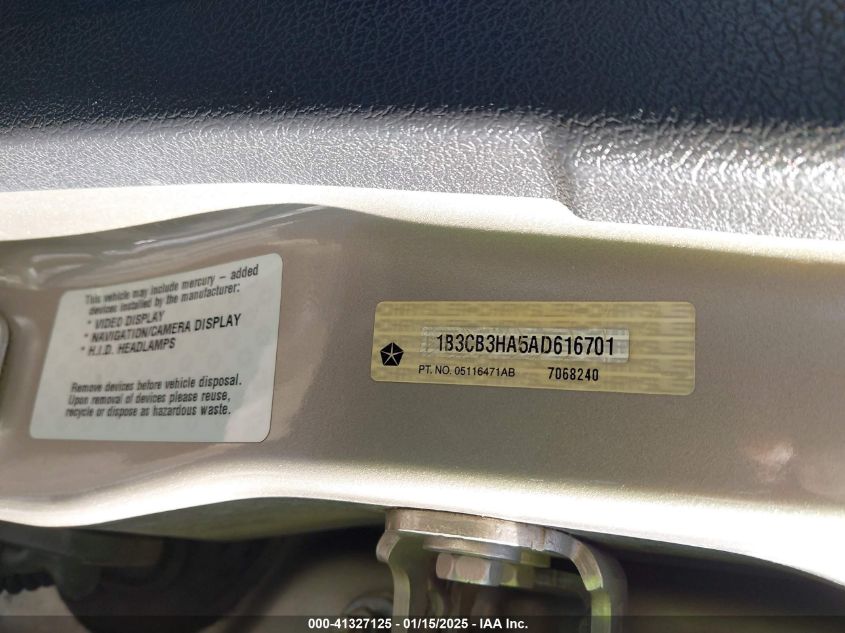 This vehicle may include mercury – added
devices installed by the manufacturer:
* VIDEO DISPLAY
* NAVIGATION/CAMERA DISPLAY
* H.I.D. HEADLAMPS
Remove devices before vehicle disposal.
Upon removal of devices please reuse,
recycle or dispose as hazardous waste.
1B3CB3HA5AD616701
PT. NO. 05116471AB 7068240
000-41327125 - 01/15/2025 - IAA Inc.